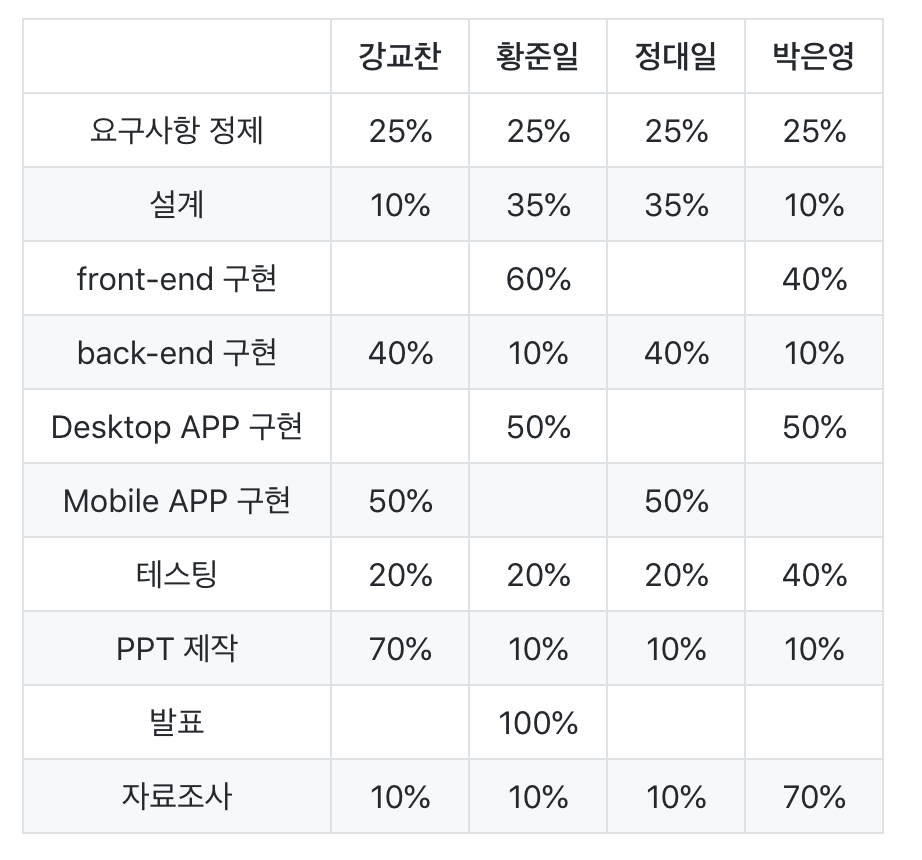 강교찬 황준일 정대일 박은영
요구사항 정제 25% 25% 25% 25%
설계 10% 35% 35% 10%
front-end 구현 60% 40%
back-end 구현 40% 10% 40% 10%
Desktop APP 구현 50% 50%
Mobile APP 구현 50% 50%
테스팅 20% 20% 20% 40%
PPT 제작 70% 10% 10% 10%
발표 100%
자료조사 10% 10% 10% 70%